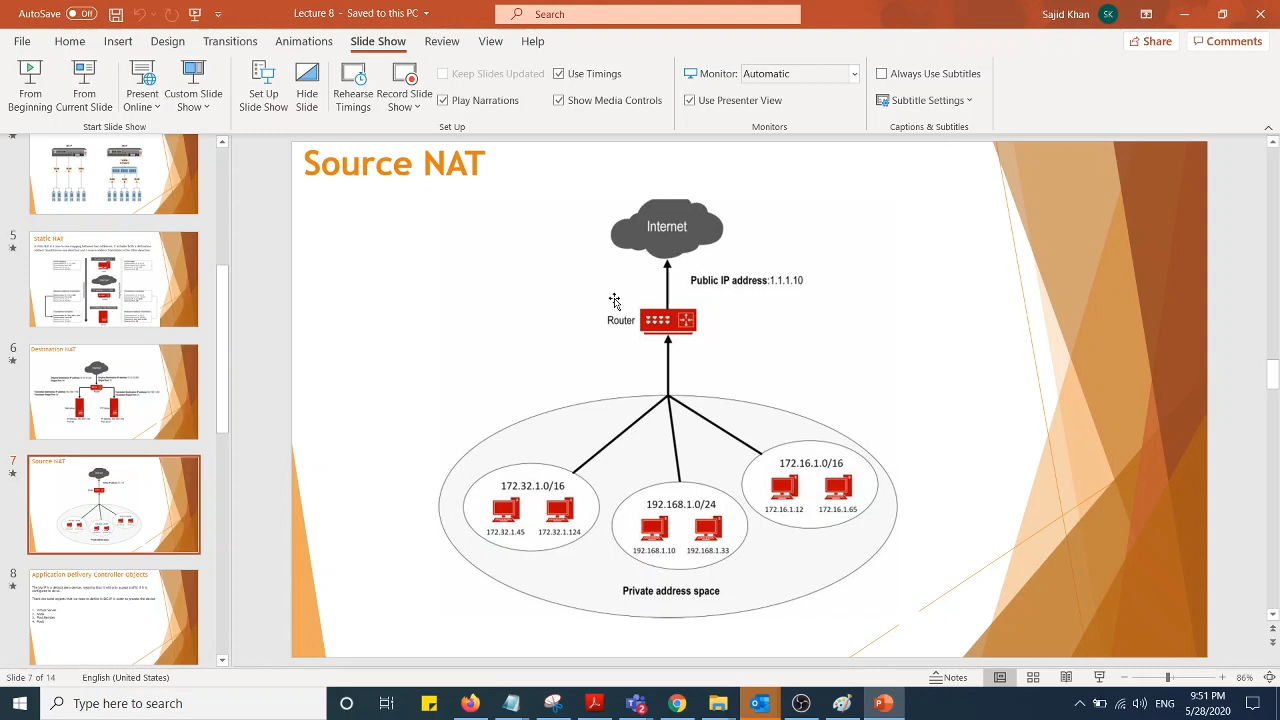 AutoSave Off
Lecture 8 - BigIP LTM - PowerPoint
Search
Sajid Khan
File Home Insert Design Transitions Animations Slide Show Review View Help
Share Comments
From Beginning
From Current Slide
Present Online
Custom Slide Show
Set Up Slide Show
Hide Slide
Rehearse Timings
Record Slide Show
Keep Slides Updated
Play Narrations
Use Timings
Show Media Controls
Monitor: Automatic
Use Presenter View
Always Use Subtitles
Subtitle Settings
Start Slide Show Set Up Monitors Captions & Subtitles
5
Static NAT
6
Destination NAT
7
Source NAT
8
Application Delivery Controller Objects
Source NAT
Internet
Public IP address:1.1.1.10
Router
172.32.1.0/16
172.32.1.45 172.32.1.124
192.168.1.0/24
192.168.1.10 192.168.1.33
172.16.1.0/16
172.16.1.12 172.16.1.65
Private address space
Slide 7 of 14 English (United States)
Notes
86%
Type here to search
ENG
9:51 PM
5/28/2020